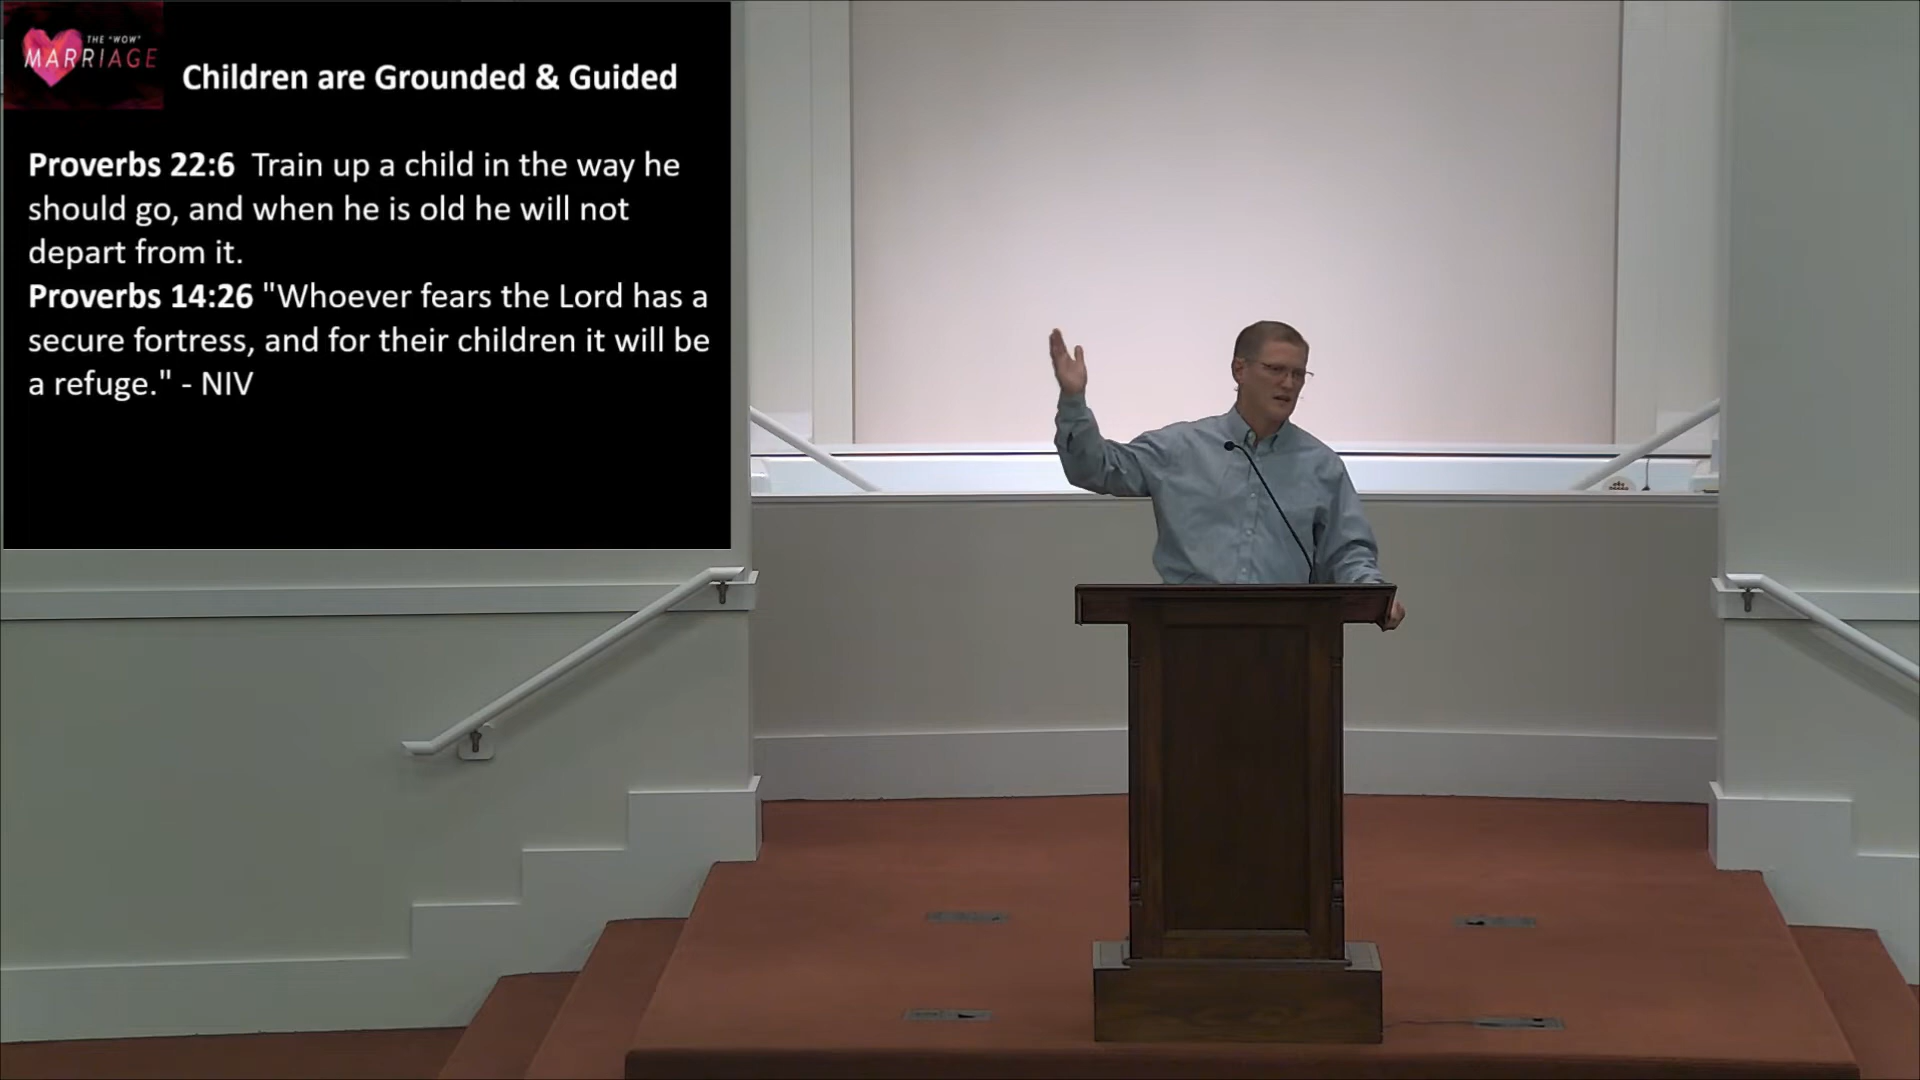 THE "WOW"
MARRIAGE
Children are Grounded & Guided
Proverbs 22:6 Train up a child in the way he
should go, and when he is old he will not
depart from it.
Proverbs 14:26 "Whoever fears the Lord has a
secure fortress, and for their children it will be
a refuge." - NIV